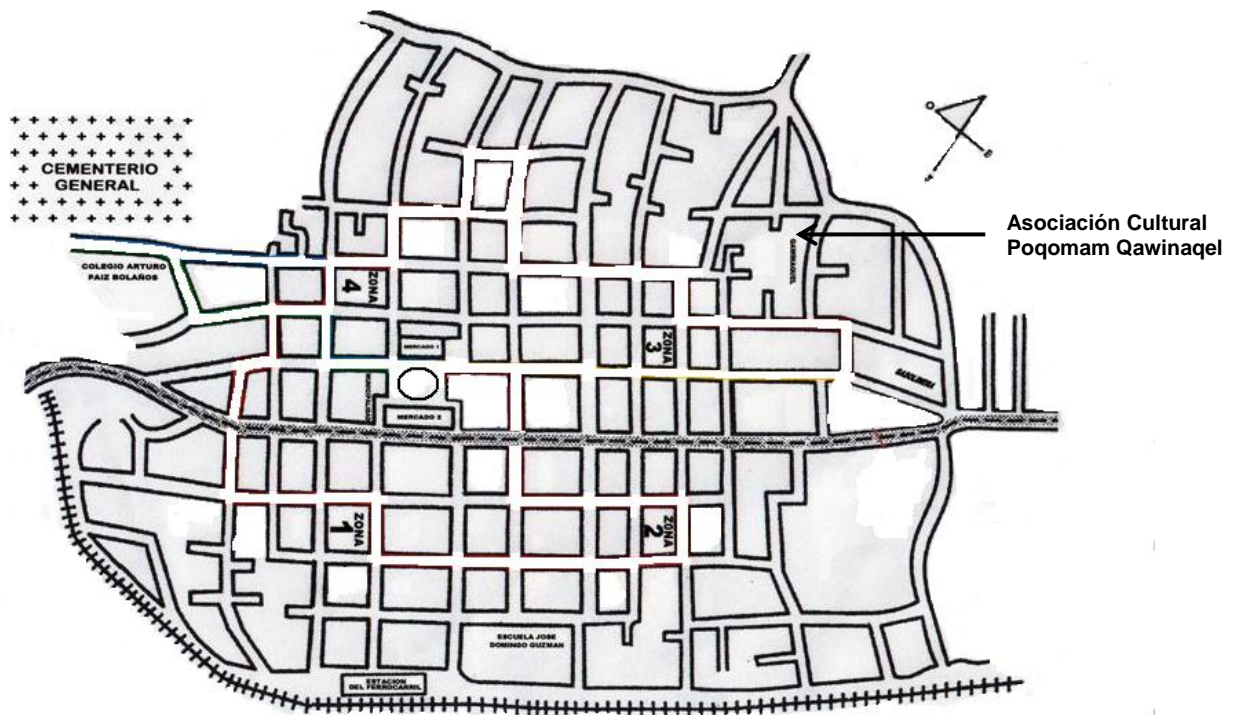 CEMENTERIO
GENERAL
Asociación Cultural
Poqomam Qawinaqel
COLEGIO ARTURO
PAIZ BOLAÑOS
ZONA
4
MERCADO 1
ZONA
3
MERCADO 2
ZONA
1
ZONA
2
ESCUELA JOSE
DOMINGO GUZMAN
ESTACION
DEL FERROCARRIL